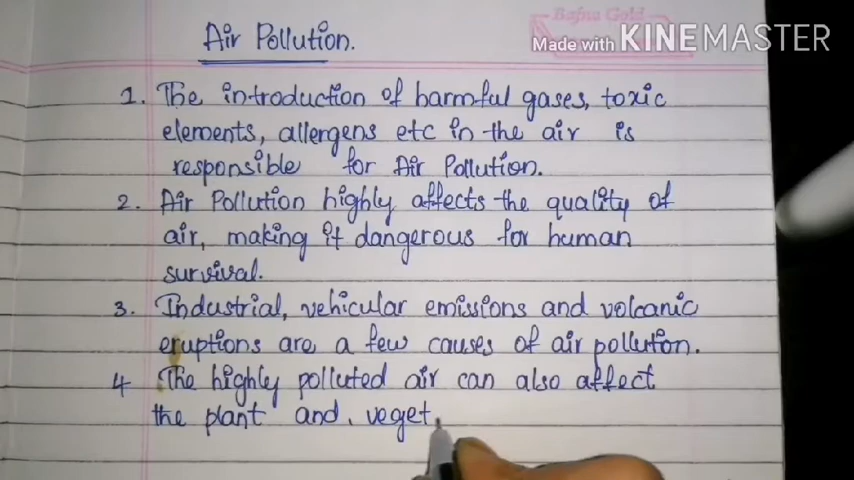 Bajna Gold
Made with KINEMASTER
Air Pollution.
1. The introduction of harmful gases, toxic
elements, allergens etc in the air is
responsible for Air Pollution.
2. Air Pollution highly affects the quality of
air, making it dangerous for human
survival.
3. Industrial, vehicular emissions and volcanic
eruptions are a few causes of air pollution.
4 The highly polluted air can also affect
the plant and veget